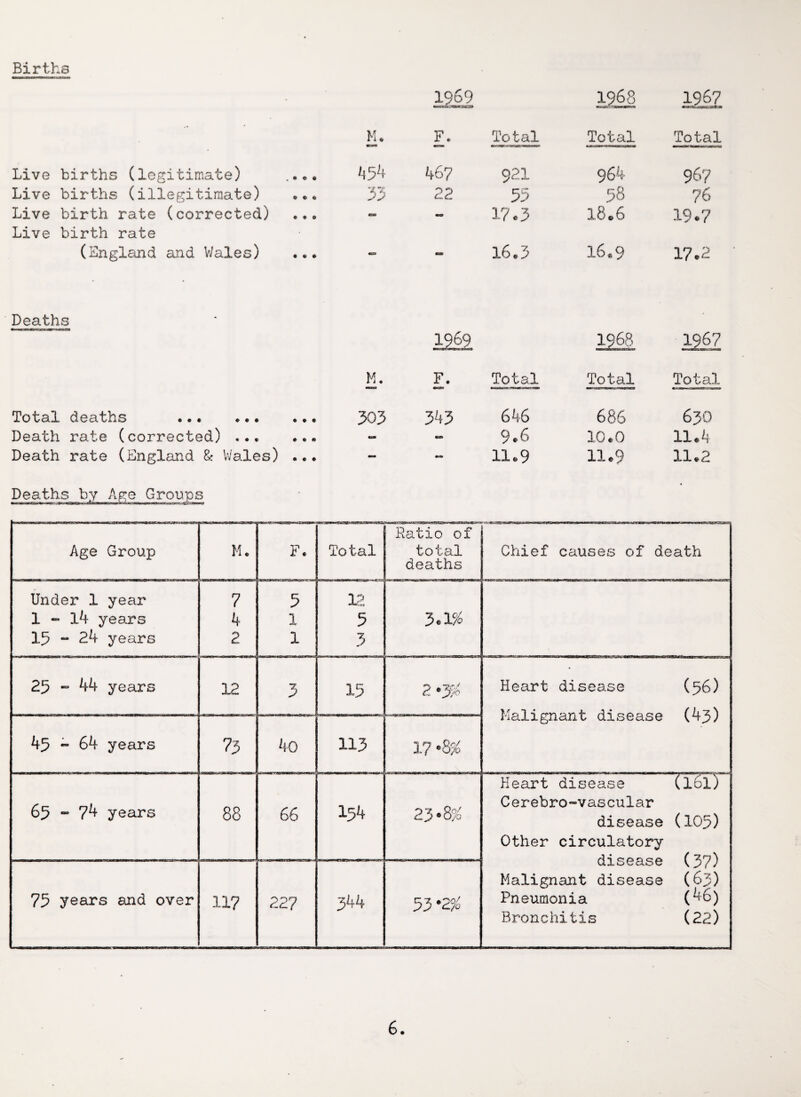 Births
1969 1968 1967
M. F. Total Total Total
Live births (legitimate) .... 454 467 921 964 967
Live births (illegitimate) ... 33 22 55 58 76
Live birth rate (corrected) ... - - 17.3 18.6 19.7
Live birth rate
(England and Wales) ... - - 16.3 16.9 17.2
Deaths
1969 1968 1967
M. F. Total Total Total
Total deaths ... ... ... 303 343 646 686 630
Death rate (corrected) ... ... - - 9.6 10.0 11.4
Death rate (England & Wales) ... - - 11.9 11.9 11.2
Deaths by Age Groups
Age Group M. F. Total Ratio of total deaths Chief causes of death
Under 1 year 7 5 12
1 - 14 years 4 1 5 3.1%
15 - 24 years 2 1 3
25 - 44 years 12 3 15 2.3% Heart disease (56)
Malignant disease (43)
45 - 64 years 73 40 113 17.8%
Heart disease (161)
65 - 74 years 88 66 154 23.8% Cerebro-vascular
disease (105)
Other circulatory
disease (37)
Malignant disease (63)
75 years and over 117 227 344 53.2% Pneumonia (46)
Bronchitis (22)
6.